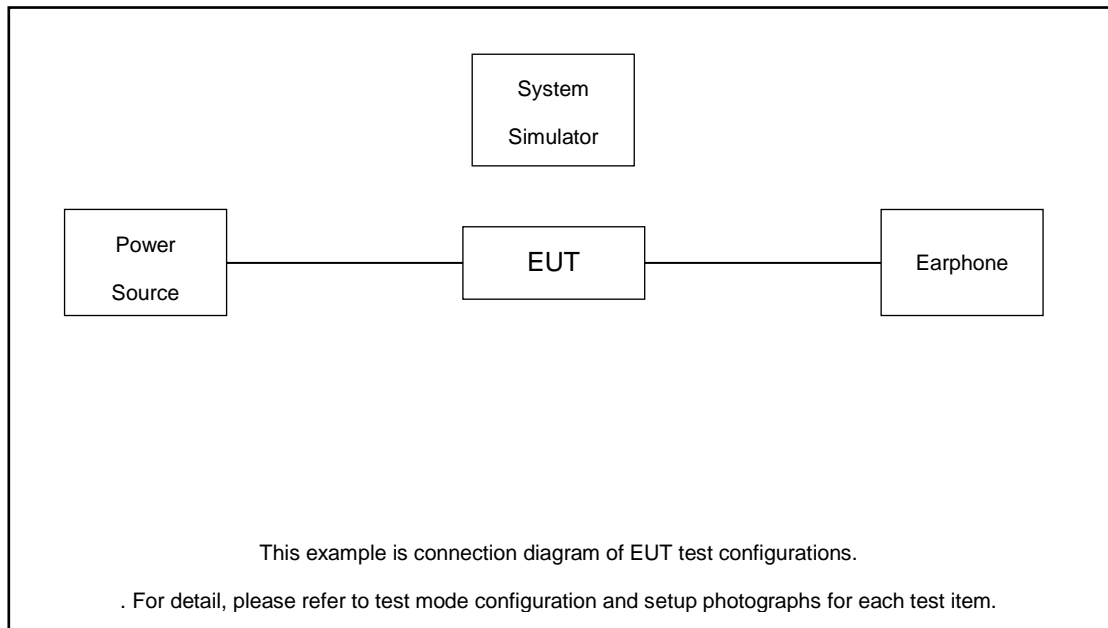 System
Simulator
Power
Source
EUT
Earphone
This example is connection diagram of EUT test configurations.
. For detail, please refer to test mode configuration and setup photographs for each test item.